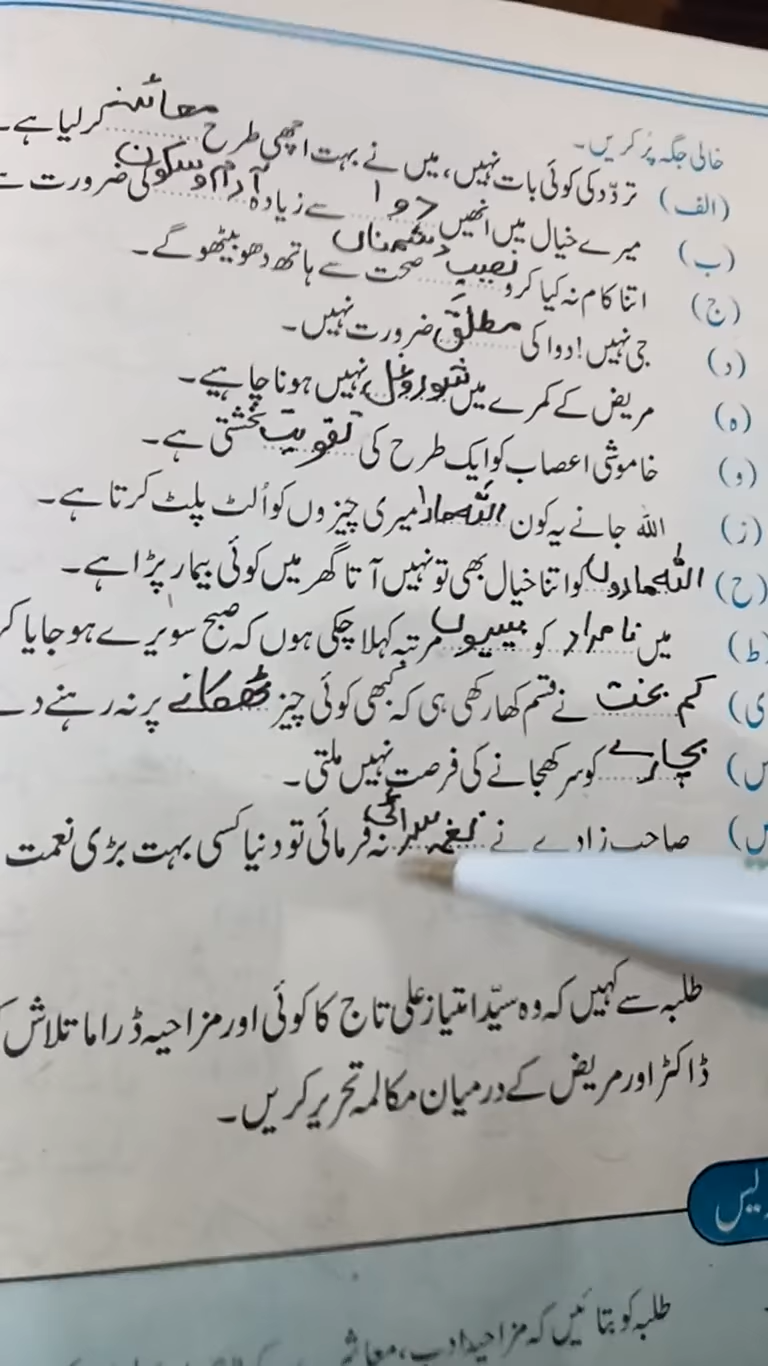 خالی جگہ پُر کریں۔
(الف) تردّد کی کوئی بات نہیں، میں نے بہت اچھی طرح معائنہ کر لیا ہے۔
(ب) میرے خیال میں انھیں دوا سے زیادہ آرام و سکون کی ضرورت ہے
(ج) اتنا کام نہ کیا کرو نصیب دشمناں صحت سے ہاتھ دھو بیٹھو گے۔
(د) جی نہیں! دوا کی مطلق ضرورت نہیں۔
(ہ) مریض کے کمرے میں شوروغل نہیں ہونا چاہیے۔
(و) خاموشی اعصاب کو ایک طرح کی تقویت بخشتی ہے۔
(ز) اللہ جانے یہ کون اللہ مارا میری چیزوں کو اُلٹ پلٹ کرتا ہے۔
(ح) اللہ ماروں کو اتنا خیال بھی تو نہیں آتا گھر میں کوئی بیمار پڑا ہے۔
(ط) میں نامراد کو بیسیوں مرتبہ کہلا چکی ہوں کہ صبح سویرے ہو جایا کر
(ی) کم بخت نے قسم کھا رکھی ہی کہ کبھی کوئی چیز ٹھکانے پر نہ رہنے دے
بچارے کو سر کھجانے کی فرصت نہیں ملتی۔
صاحب زادے نے نغمہ سرائی نہ فرمائی تو دنیا کسی بہت بڑی نعمت
طلبہ سے کہیں کہ وہ سیّد امتیاز علی تاج کا کوئی اور مزاحیہ ڈراما تلاش
ڈاکٹر اور مریض کے درمیان مکالمہ تحریر کریں۔
طلبہ کو بتائیں کہ مزاحیہ ادب،